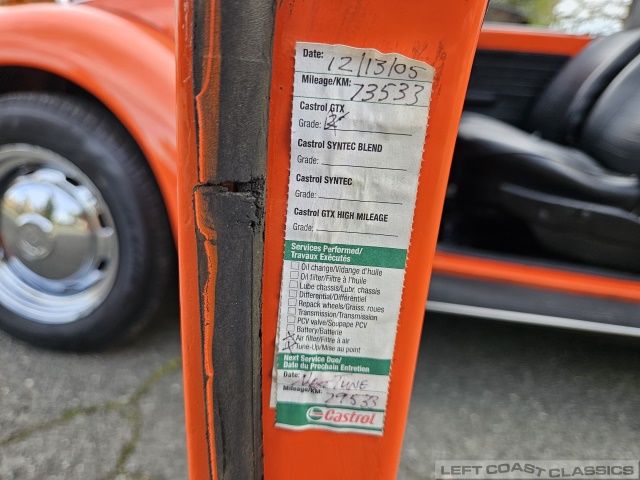 Date: 12/13/05
Mileage/KM: 73533
Castrol GTX
Grade:
Castrol SYNTEC BLEND
Grade:
Castrol SYNTEC
Grade:
Castrol GTX HIGH MILEAGE
Grade:
Services Performed/
Travaux Exécutés
Oil change/Vidange d'huile
Oil filter/Filtre à l'huile
Lube chassis/Lubr. chassis
Differential/Différentiel
Repack wheels/Graiss. roues
Transmission/Transmission
PCV valve/Soupape PCV
Battery/Batterie
Air filter/Filtre à air
Tune-Up/Mise au point
Next Service Due/
Date du Prochain Entretien
Date: TUNE
Mileage/KM: 79533
Castrol
LEFT COAST CLASSICS